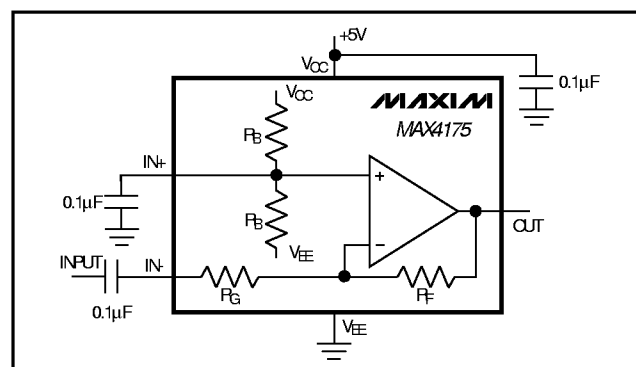 +5V
VCC
0.1µF
VCC
MAXIM
MAX4175
RB
IN+
+
0.1µF
RB
OUT
VEE
−
INPUT
IN-
RG
RF
0.1µF
VEE